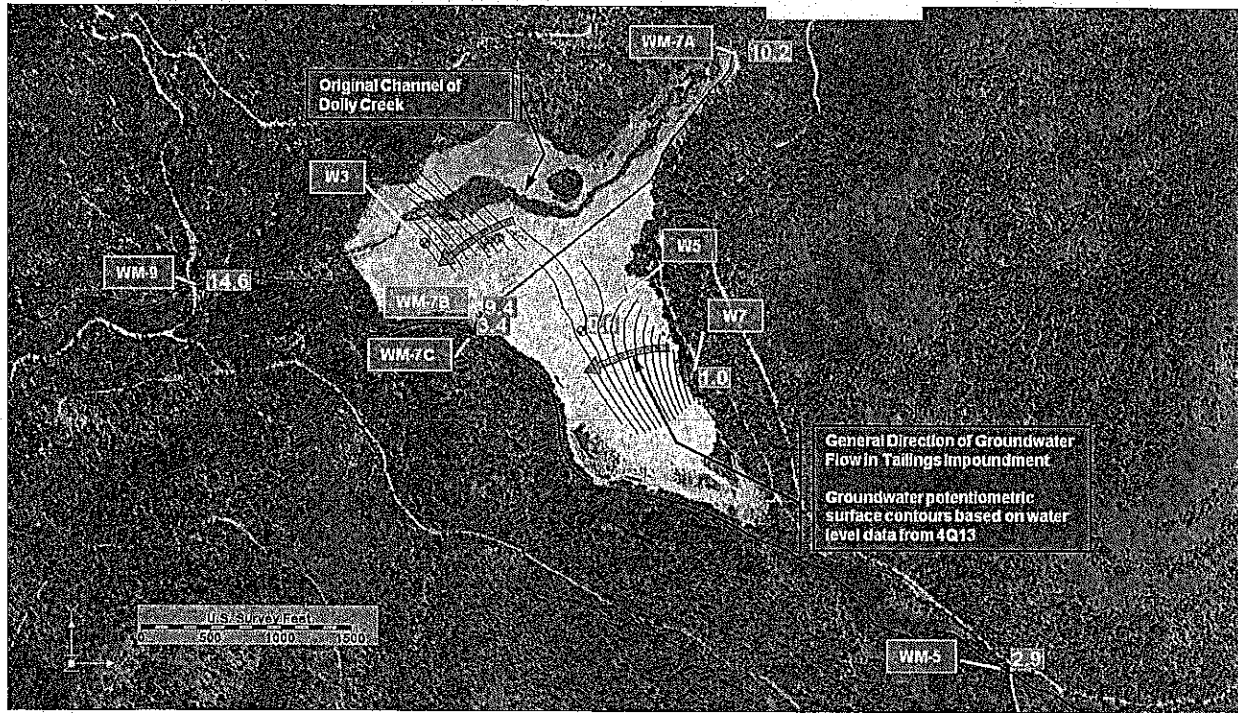 WM-7A
10.2
Original Channel of
Dolly Creek
W3
W5
WM-9
14.6
WM-7B
9.4
3.4
W7
WM-7C
1.0
General Direction of Groundwater
Flow in Tailings Impoundment
Groundwater potentiometric
surface contours based on water
level data from 4Q13
U.S. Survey Feet
0 500 1000 1500
WM-5
2.9